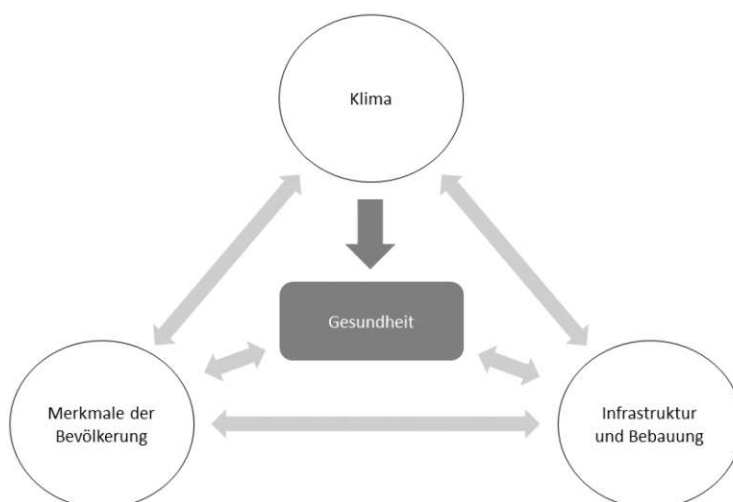 Klima
Gesundheit
Merkmale der
Bevölkerung
Infrastruktur
und Bebauung